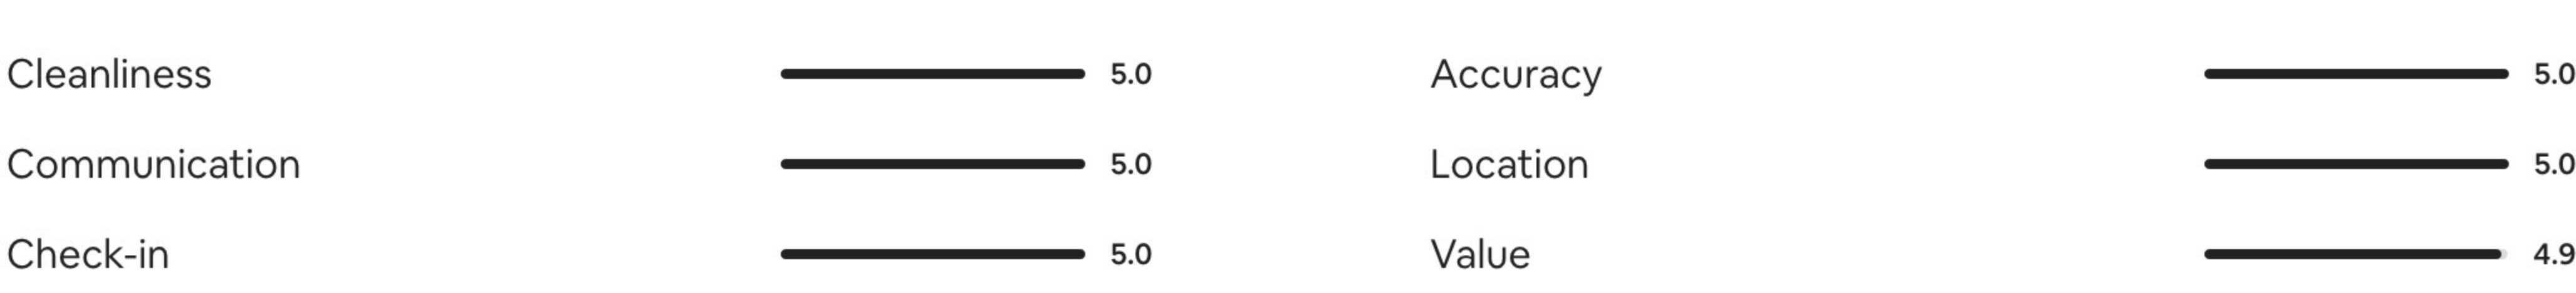 Cleanliness 5.0 Accuracy 5.0
Communication 5.0 Location 5.0
Check-in 5.0 Value 4.9